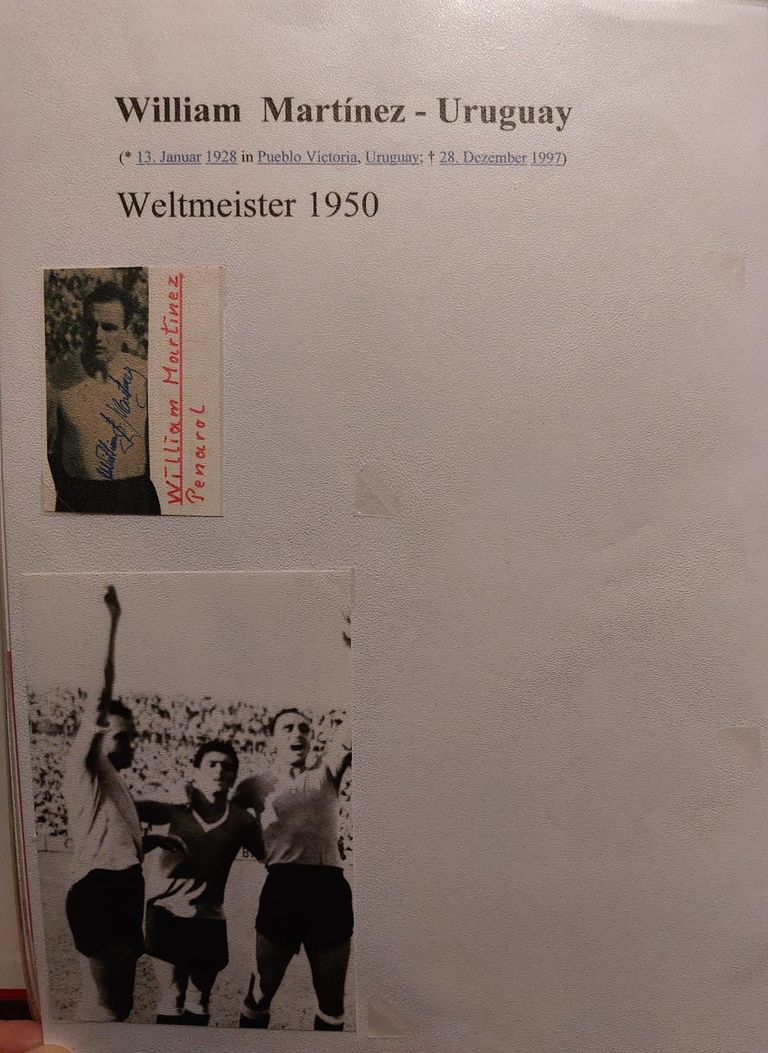 William Martínez - Uruguay
(* 13. Januar 1928 in Pueblo Victoria, Uruguay; † 28. Dezember 1997)
Weltmeister 1950
William Martinez
Penarol